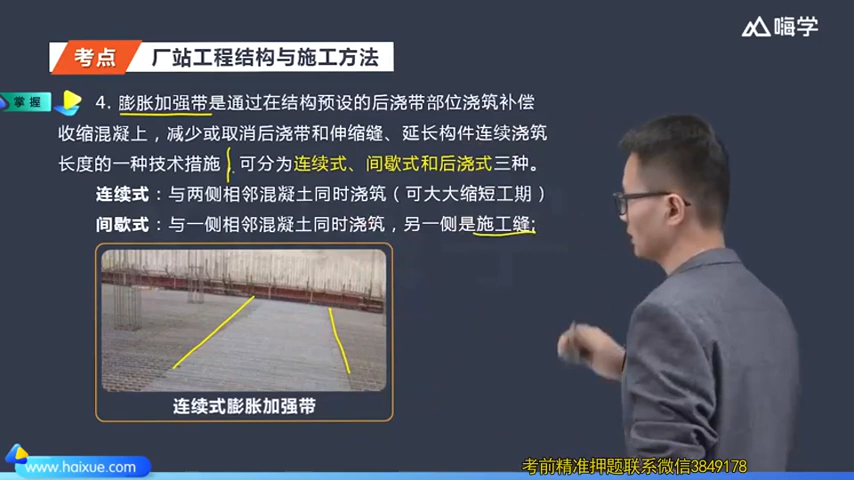 嗨学
考点 厂站工程结构与施工方法
掌握
4. 膨胀加强带是通过在结构预设的后浇带部位浇筑补偿
收缩混凝土，减少或取消后浇带和伸缩缝、延长构件连续浇筑
长度的一种技术措施，可分为连续式、间歇式和后浇式三种。
连续式：与两侧相邻混凝土同时浇筑（可大大缩短工期）
间歇式：与一侧相邻混凝土同时浇筑，另一侧是施工缝;
连续式膨胀加强带
www.haixue.com
考前精准押题联系微信3849178